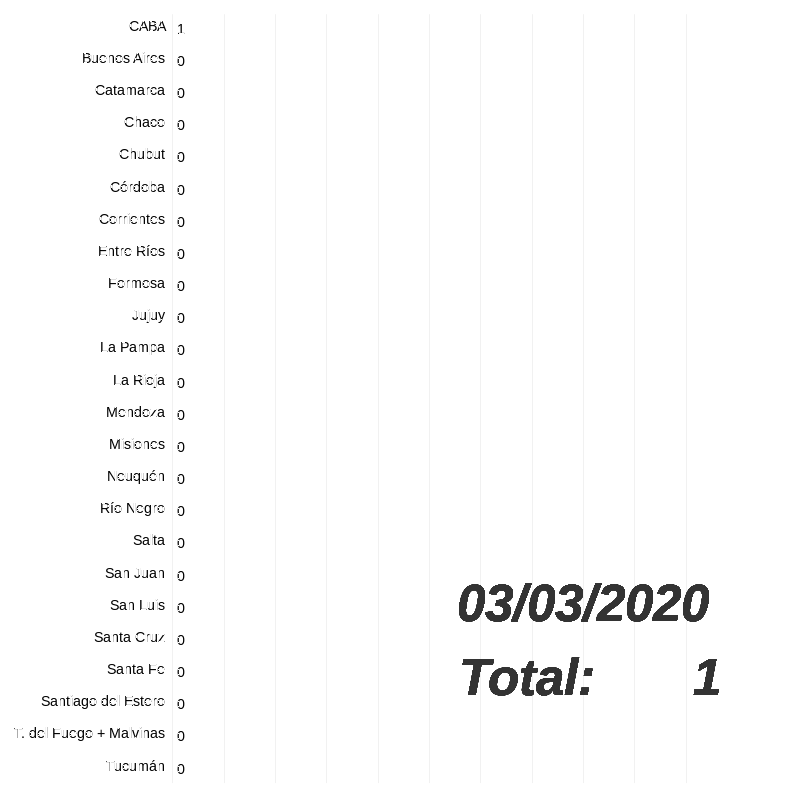 CABA 1
Buenos Aires 0
Catamarca 0
Chaco 0
Chubut 0
Córdoba 0
Corrientes 0
Entre Ríos 0
Formosa 0
Jujuy 0
La Pampa 0
La Rioja 0
Mendoza 0
Misiones 0
Neuquén 0
Río Negro 0
Salta 0
San Juan 0
San Luis 0
Santa Cruz 0
Santa Fe 0
Santiago del Estero 0
T. del Fuego + Malvinas 0
Tucumán 0
03/03/2020
Total: 1